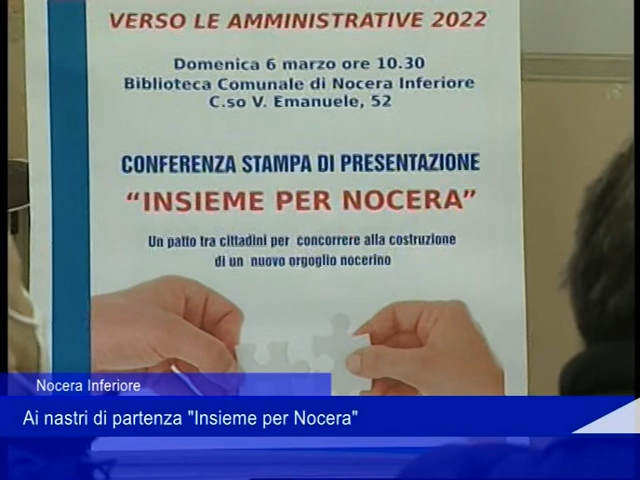 VERSO LE AMMINISTRATIVE 2022
Domenica 6 marzo ore 10.30
Biblioteca Comunale di Nocera Inferiore
C.so V. Emanuele, 52
CONFERENZA STAMPA DI PRESENTAZIONE
“INSIEME PER NOCERA”
Un patto tra cittadini per concorrere alla costruzione
di un nuovo orgoglio nocerino
Nocera Inferiore
Ai nastri di partenza "Insieme per Nocera"